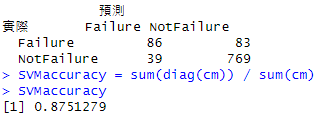 預測
實際 Failure NotFailure
Failure 86 83
NotFailure 39 769
> SVMaccuracy = sum(diag(cm)) / sum(cm)
> SVMaccuracy
[1] 0.8751279